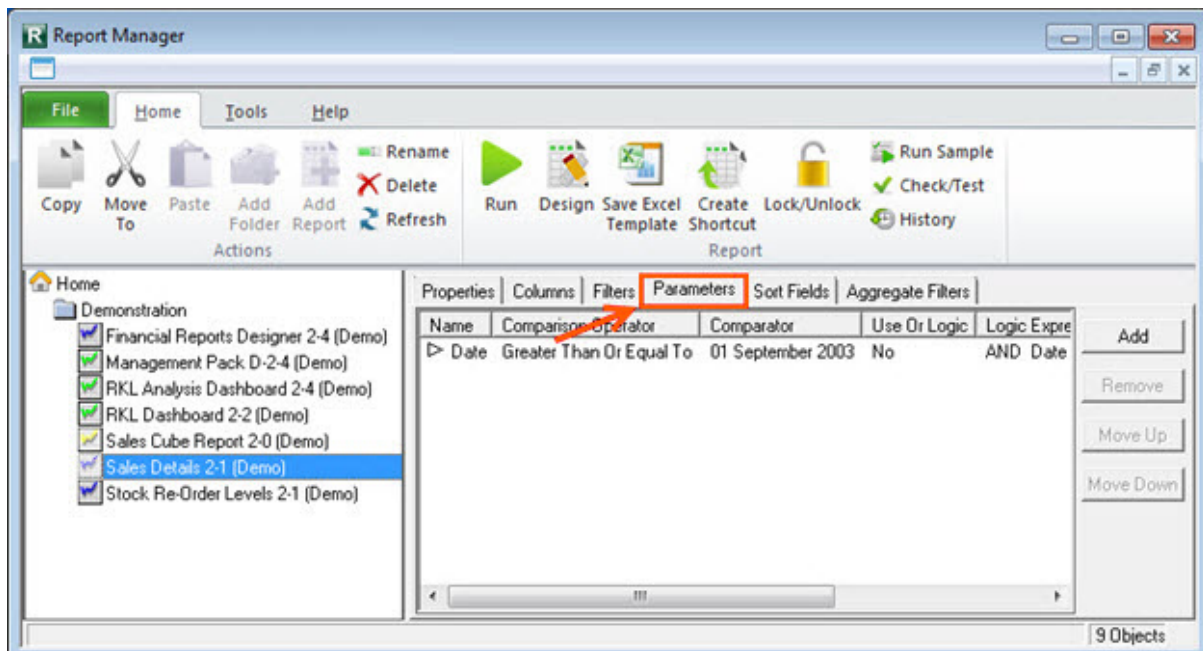 Report Manager
File Home Tools Help
Copy
Move To
Paste
Add Folder
Add Report
Rename
Delete
Refresh
Actions
Run
Design
Save Excel Template
Create Shortcut
Lock/Unlock
Run Sample
Check/Test
History
Report
Home
Demonstration
Financial Reports Designer 2-4 (Demo)
Management Pack D-2-4 (Demo)
RKL Analysis Dashboard 2-4 (Demo)
RKL Dashboard 2-2 (Demo)
Sales Cube Report 2-0 (Demo)
Sales Details 2-1 (Demo)
Stock Re-Order Levels 2-1 (Demo)
Properties Columns Filters Parameters Sort Fields Aggregate Filters
Name Comparison Operator Comparator Use Or Logic Logic Expre
Date Greater Than Or Equal To 01 September 2003 No AND Date
Add
Remove
Move Up
Move Down
9 Objects